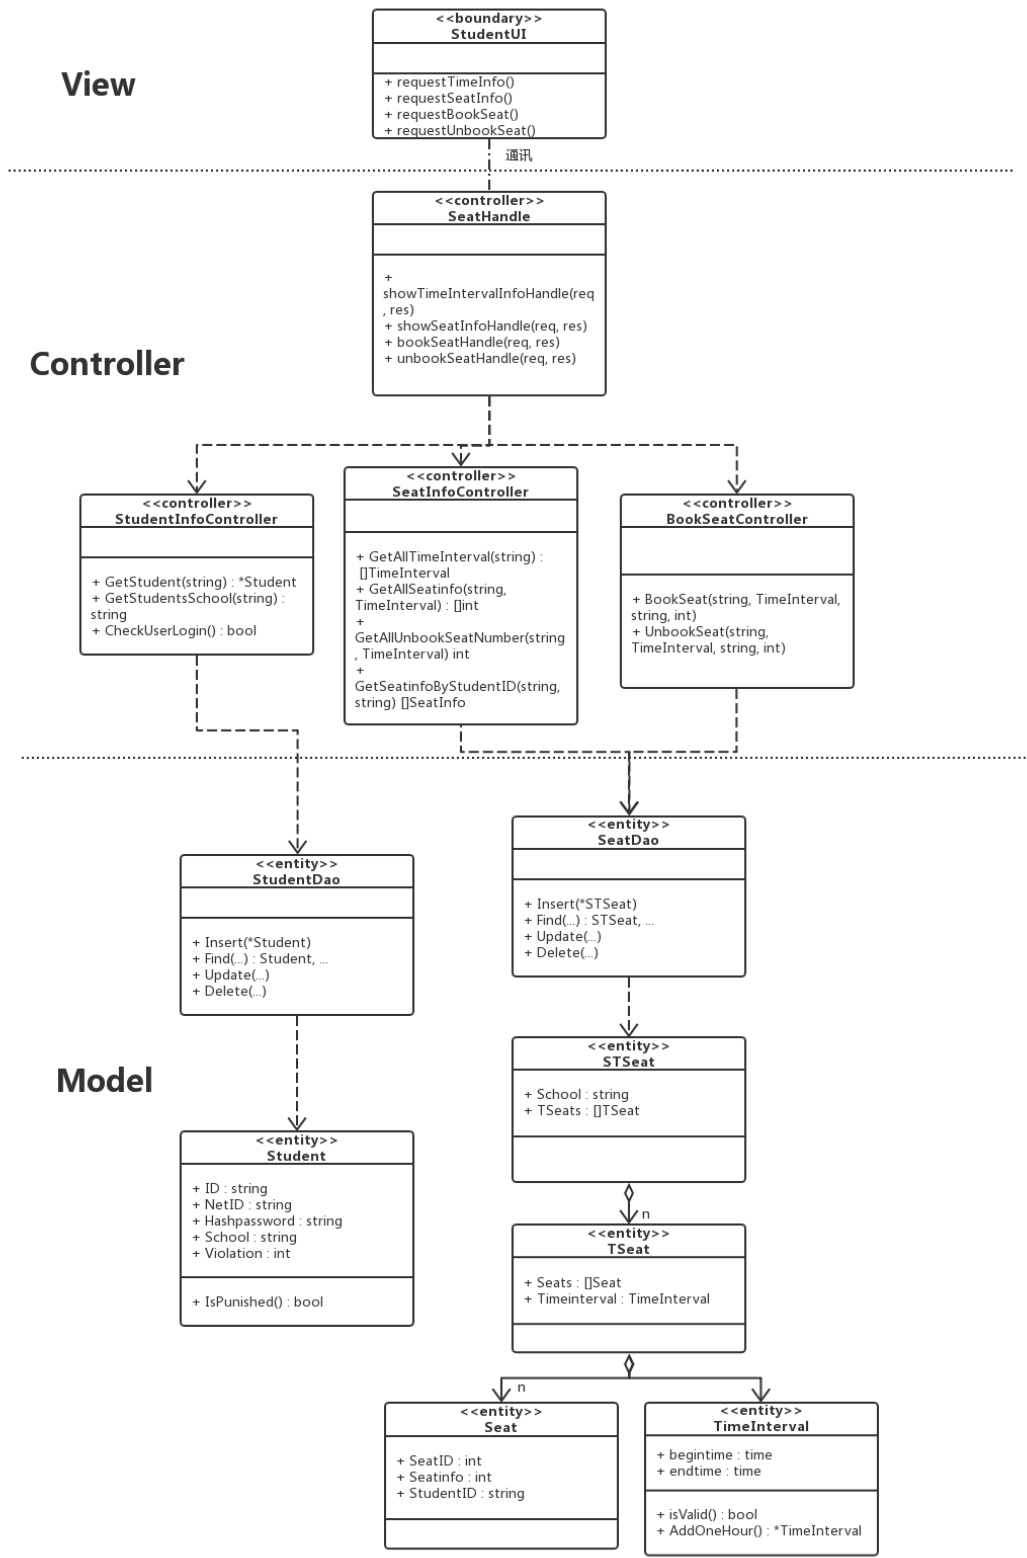 <<boundary>>
StudentUI
View
+ requestTimeInfo()
+ requestSeatInfo()
+ requestBookSeat()
+ requestUnbookSeat()
通讯
<<controller>>
SeatHandle
+
showTimeIntervalInfoHandle(req
, res)
+ showSeatInfoHandle(req, res)
+ bookSeatHandle(req, res)
+ unbookSeatHandle(req, res)
Controller
<<controller>>
StudentInfoController
+ GetStudent(string) : *Student
+ GetStudentsSchool(string) :
string
+ CheckUserLogin() : bool
<<controller>>
SeatInfoController
+ GetAllTimeInterval(string) :
[]TimeInterval
+ GetAllSeatinfo(string,
TimeInterval) : []int
+
GetAllUnbookSeatNumber(string
, TimeInterval) int
+
GetSeatinfoByStudentID(string,
string) []SeatInfo
<<controller>>
BookSeatController
+ BookSeat(string, TimeInterval,
string, int)
+ UnbookSeat(string,
TimeInterval, string, int)
<<entity>>
StudentDao
+ Insert(*Student)
+ Find(...) : Student, ...
+ Update(...)
+ Delete(...)
<<entity>>
SeatDao
+ Insert(*STSeat)
+ Find(...) : STSeat, ...
+ Update(...)
+ Delete(...)
Model
<<entity>>
STSeat
+ School : string
+ TSeats : []TSeat
<<entity>>
Student
+ ID : string
+ NetID : string
+ Hashpassword : string
+ School : string
+ Violation : int
+ IsPunished() : bool
n
<<entity>>
TSeat
+ Seats : []Seat
+ Timeinterval : TimeInterval
n
<<entity>>
Seat
+ SeatID : int
+ Seatinfo : int
+ StudentID : string
<<entity>>
TimeInterval
+ begintime : time
+ endtime : time
+ isValid() : bool
+ AddOneHour() : *TimeInterval